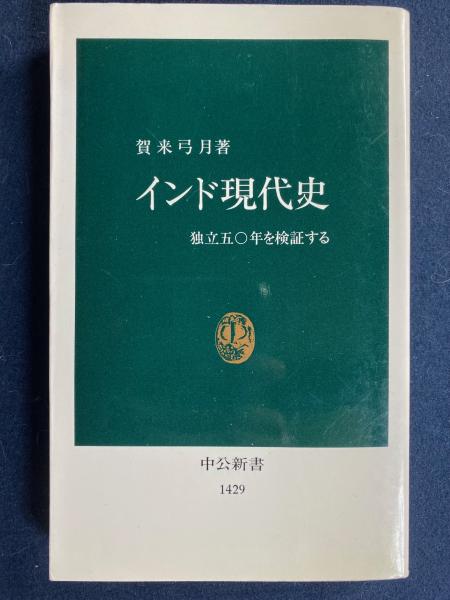 賀来弓月著
インド現代史
独立五〇年を検証する
中公新書
1429